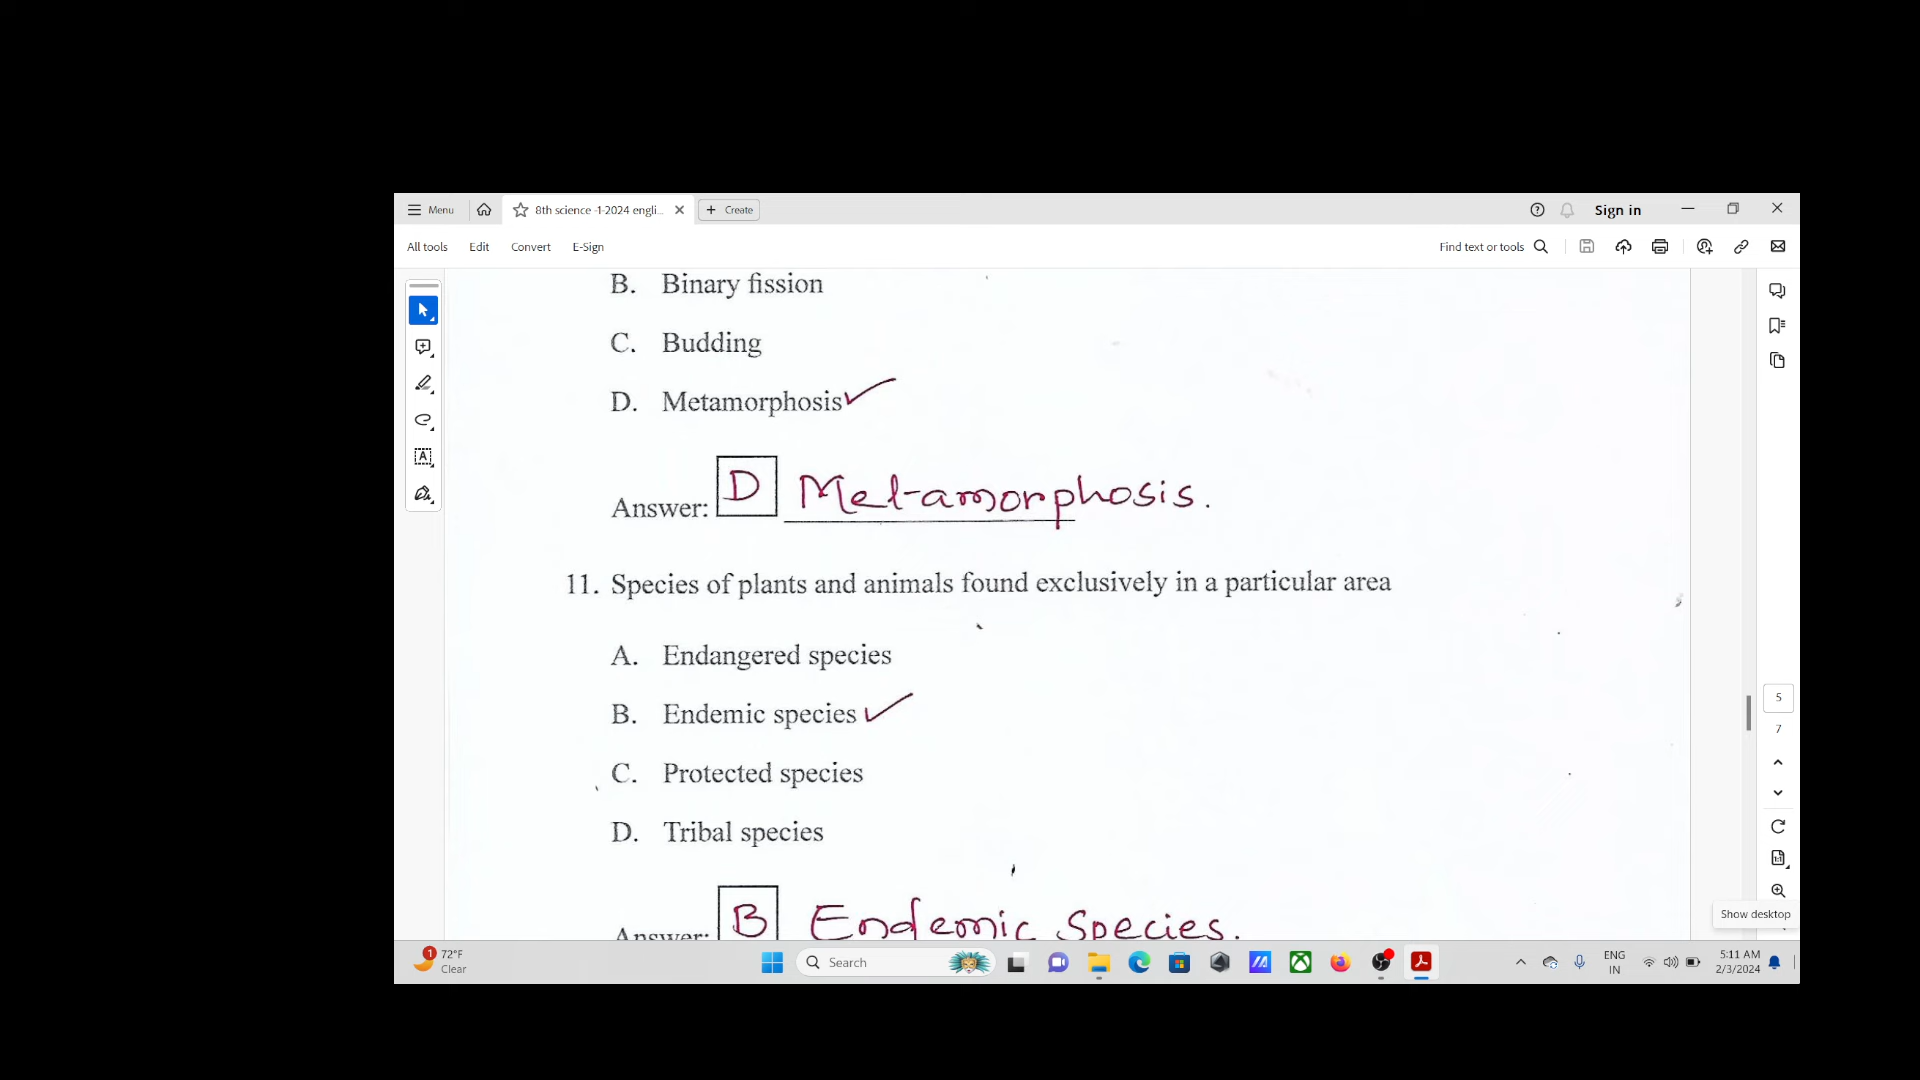 Menu
8th science -1-2024 engli...
Create
Sign in
All tools
Edit
Convert
E-Sign
Find text or tools
B. Binary fission
C. Budding
D. Metamorphosis
Answer: D Metamorphosis.
11. Species of plants and animals found exclusively in a particular area
A. Endangered species
B. Endemic species
C. Protected species
D. Tribal species
Answer: B Endemic Species.
5
7
Show desktop
1
72°F
Clear
Search
ENG
IN
5:11 AM
2/3/2024